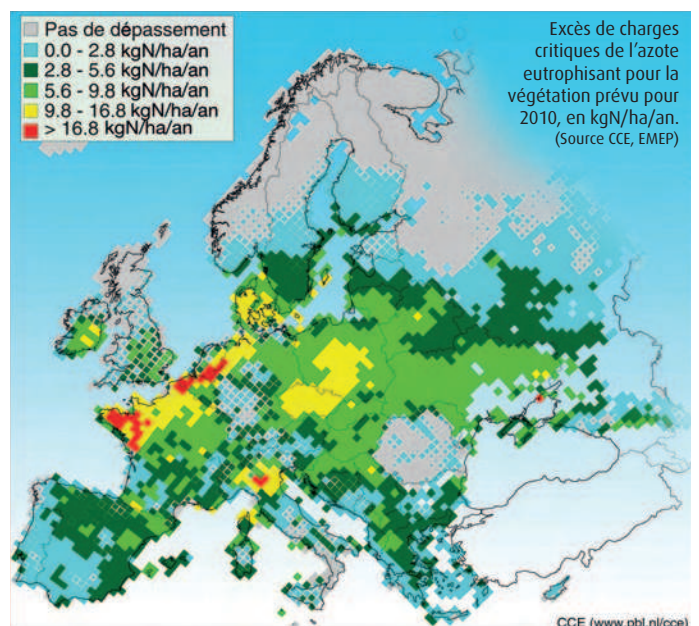 Pas de dépassement
0.0 - 2.8 kgN/ha/an
2.8 - 5.6 kgN/ha/an
5.6 - 9.8 kgN/ha/an
9.8 - 16.8 kgN/ha/an
> 16.8 kgN/ha/an
Excès de charges
critiques de l'azote
eutrophisant pour la
végétation prévu pour
2010, en kgN/ha/an.
(Source CCE, EMEP)
CCE (www.pbl.nl/cce)